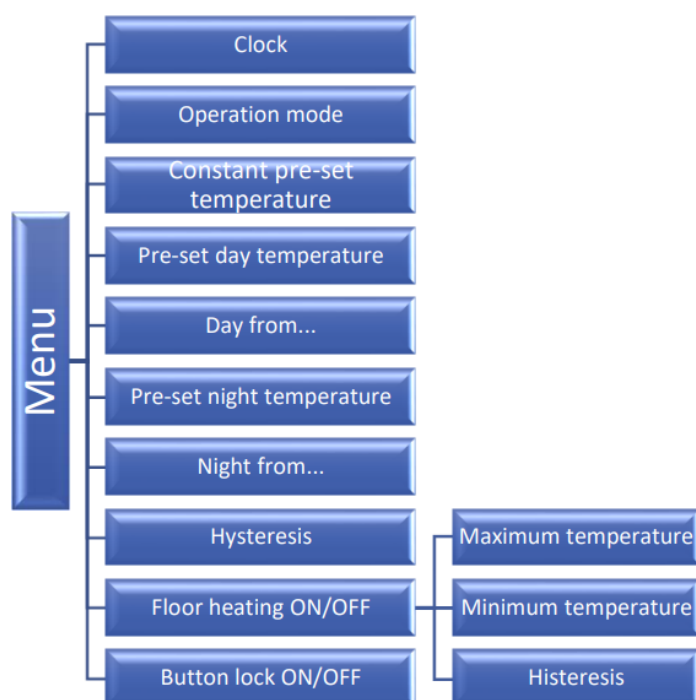 Menu
Clock
Operation mode
Constant pre-set
temperature
Pre-set day temperature
Day from...
Pre-set night temperature
Night from...
Hysteresis
Floor heating ON/OFF
Button lock ON/OFF
Maximum temperature
Minimum temperature
Histeresis